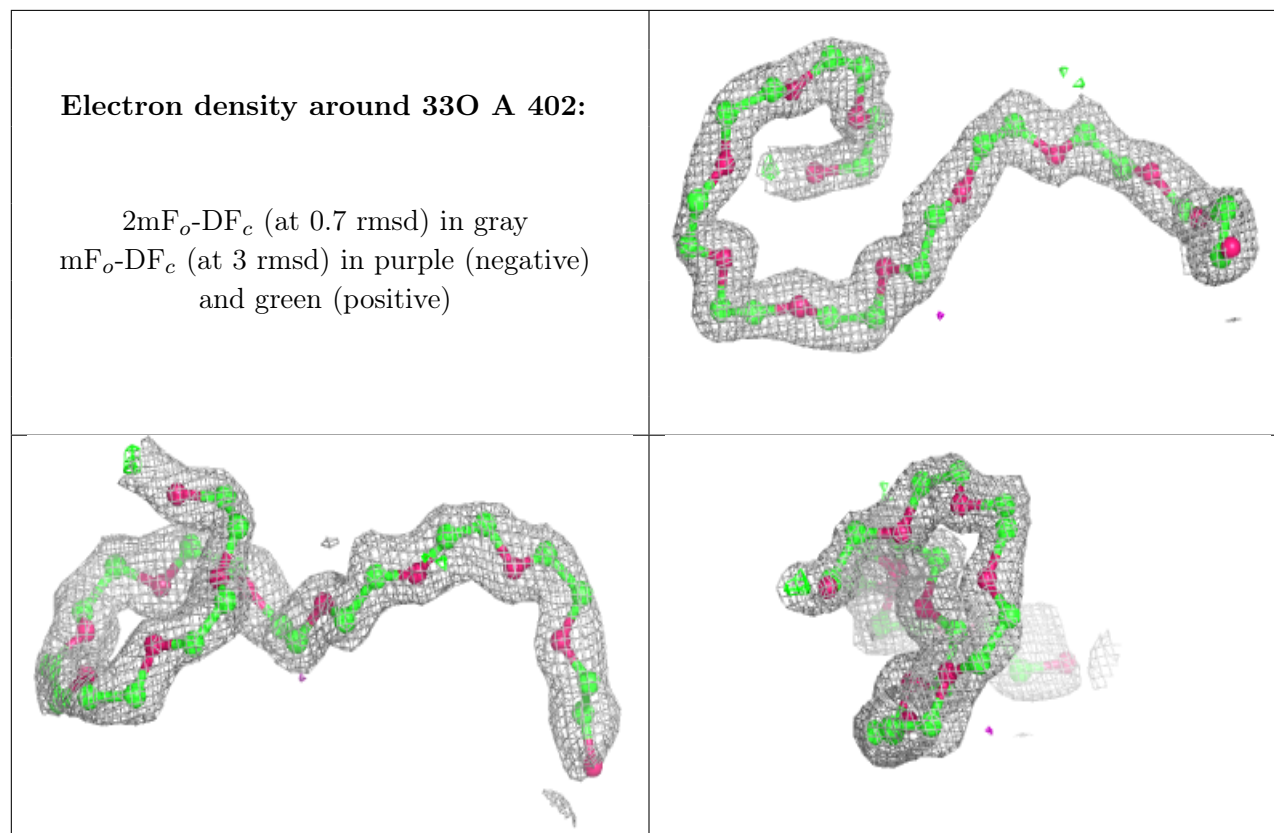 Electron density around 33O A 402:
2mFₒ-DF𝑐 (at 0.7 rmsd) in gray
mFₒ-DF𝑐 (at 3 rmsd) in purple (negative)
and green (positive)